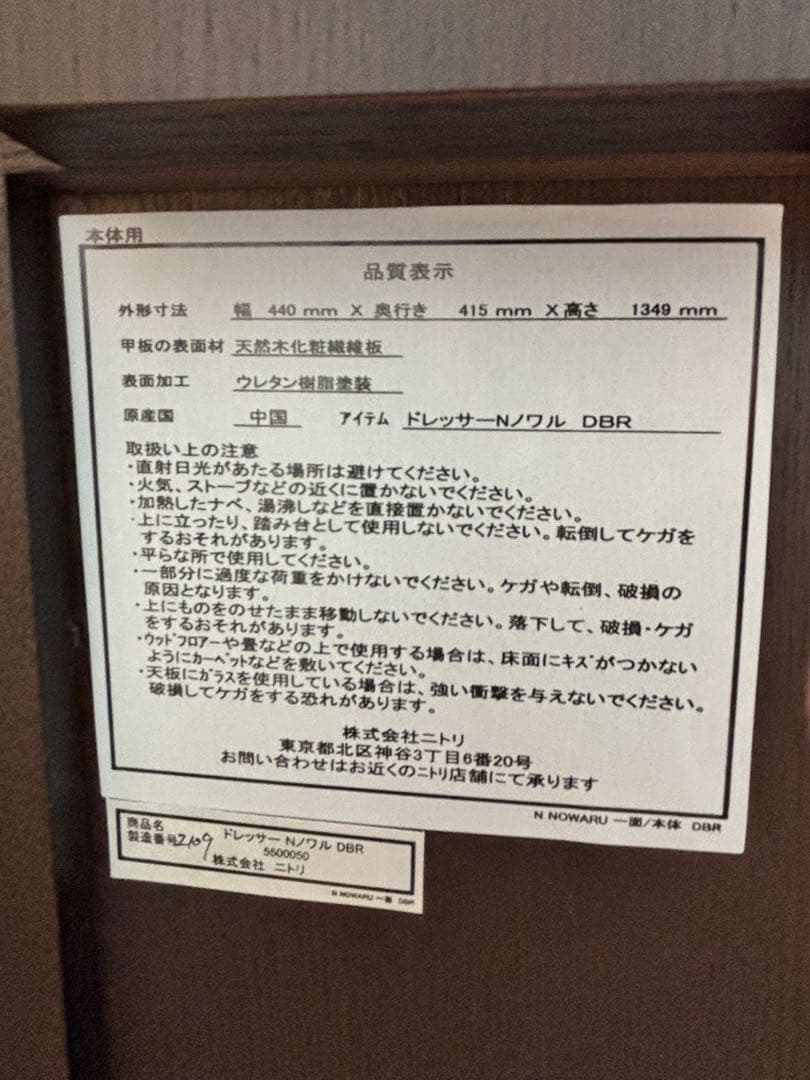 本体用
品質表示
外形寸法 幅 440 mm X 奥行き 415 mm X 高さ 1349 mm
甲板の表面材 天然木化粧繊維板
表面加工 ウレタン樹脂塗装
原産国 中国 アイテム ドレッサーNノワル DBR
取扱い上の注意
・直射日光があたる場所は避けてください。
・火気、ストーブなどの近くに置かないでください。
・加熱したナベ、湯沸しなどを直接置かないでください。
・上に立ったり、踏み台として使用しないでください。転倒してケガを
するおそれがあります。
・平らな所で使用してください。
・一部分に過度な荷重をかけないでください。ケガや転倒、破損の
原因となります。
・上にものをのせたまま移動しないでください。落下して、破損・ケガ
をするおそれがあります。
・ウッドフロアーや畳などの上で使用する場合は、床面にキズがつかない
ようにカーペットなどを敷いてください。
・天板にガラスを使用している場合は、強い衝撃を与えないでください。
破損してケガをする恐れがあります。
株式会社ニトリ
東京都北区神谷3丁目6番20号
お問い合わせはお近くのニトリ店舗にて承ります
N NOWARU 一面/本体 DBR
商品名 ドレッサー Nノワル DBR
製造番号2109 5500050
株式会社 ニトリ
N NOWARU 一面 DBR